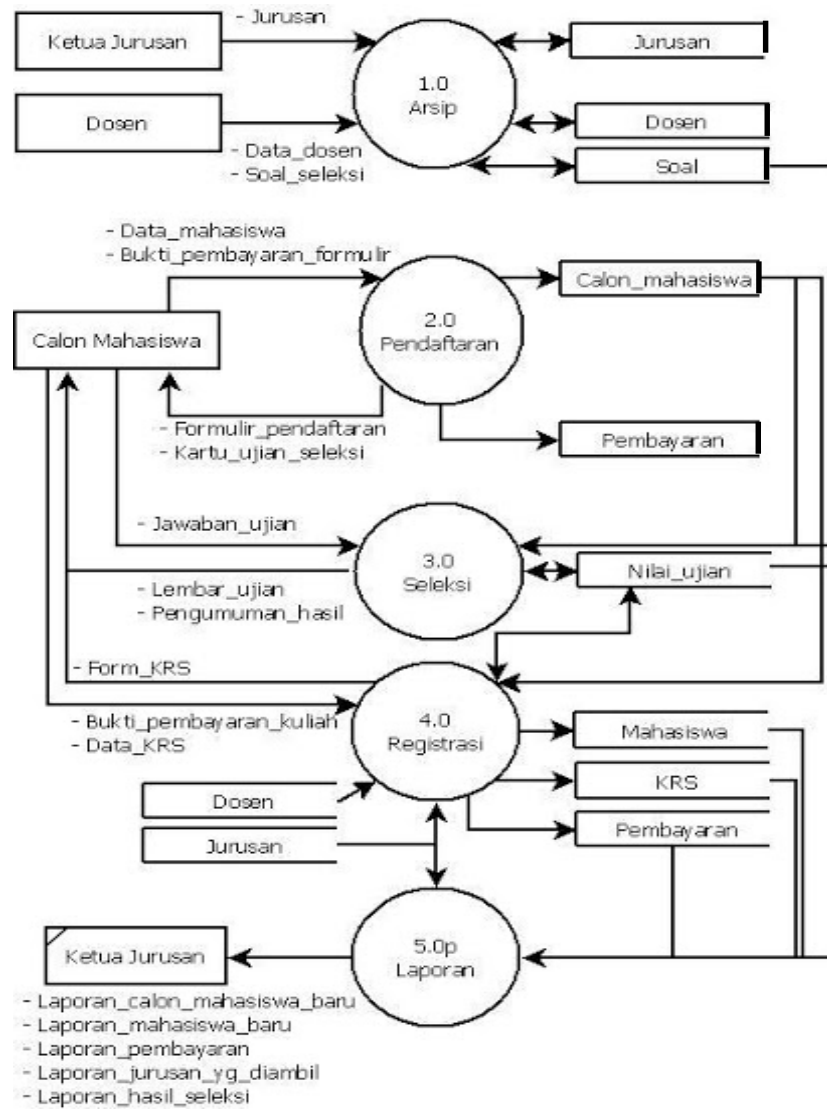 - Jurusan
Ketua Jurusan
Jurusan
1.0
Arsip
Dosen
Dosen
- Data_dosen
- Soal_seleksi
Soal
- Data_mahasiswa
- Bukti_pembayaran_formulir
Calon_mahasiswa
2.0
Pendaftaran
Calon Mahasiswa
- Formulir_pendaftaran
- Kartu_ujian_seleksi
Pembayaran
- Jawaban_ujian
3.0
Seleksi
Nilai_ujian
- Lembar_ujian
- Pengumuman_hasil
- Form_KRS
- Bukti_pembayaran_kuliah
- Data_KRS
4.0
Registrasi
Mahasiswa
KRS
Dosen
Pembayaran
Jurusan
5.0p
Laporan
Ketua Jurusan
- Laporan_calon_mahasiswa_baru
- Laporan_mahasiswa_baru
- Laporan_pembayaran
- Laporan_jurusan_yg_diambil
- Laporan_hasil_seleksi